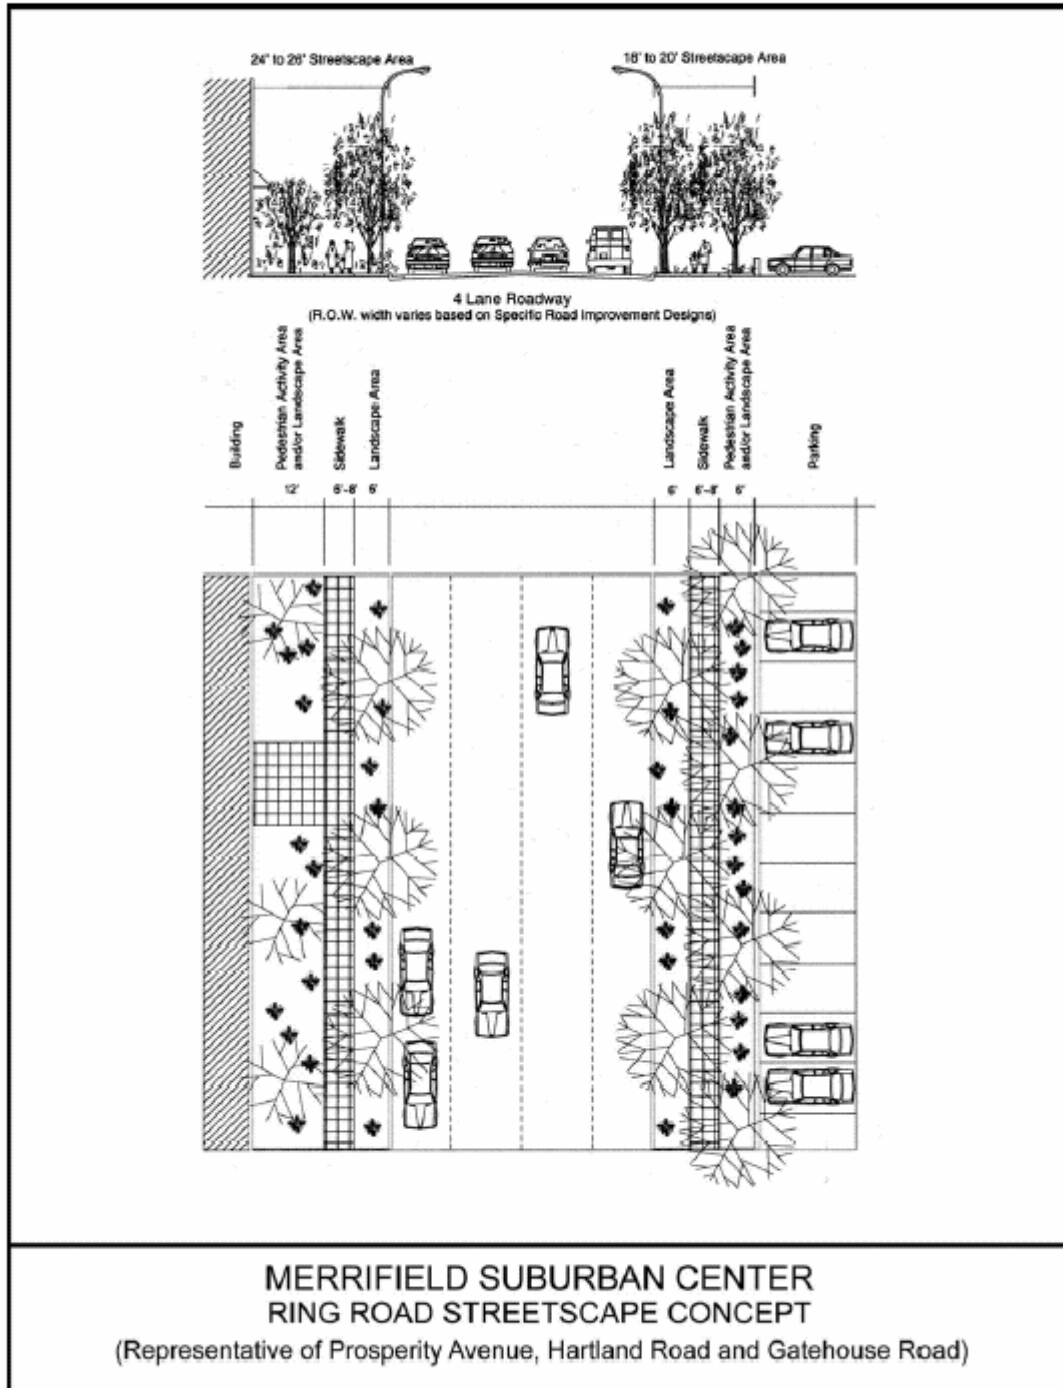 24' to 26' Streetscape Area
18' to 20' Streetscape Area
4 Lane Roadway
(R.O.W. width varies based on Specific Road Improvement Designs)
Building
Pedestrian Activity Area
and/or Landscape Area
Sidewalk
Landscape Area
Landscape Area
Sidewalk
Pedestrian Activity Area
and/or Landscape Area
Parking
12'
6'-8'
6'
6'
6'-8'
6'
MERRIFIELD SUBURBAN CENTER
RING ROAD STREETSCAPE CONCEPT
(Representative of Prosperity Avenue, Hartland Road and Gatehouse Road)